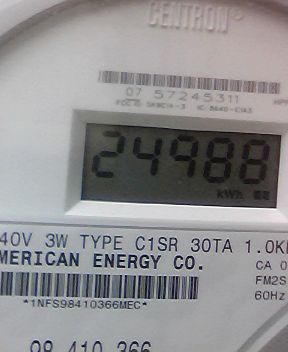 CENTRON®
07 57245311
24988
kWh
40V 3W TYPE C1SR 30TA 1.0K
MERICAN ENERGY CO.
CA 0
FM2S
*1NFS98410366MEC*
60Hz
98 410 366